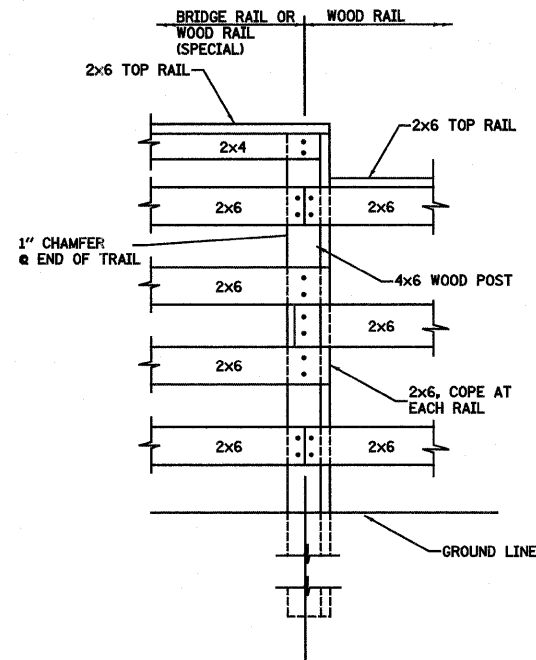 BRIDGE RAIL OR
WOOD RAIL
(SPECIAL)
WOOD RAIL
2x6 TOP RAIL
2x6 TOP RAIL
2x4
2x6
2x6
1" CHAMFER
@ END OF TRAIL
4x6 WOOD POST
2x6
2x6
2x6
2x6, COPE AT
EACH RAIL
2x6
2x6
GROUND LINE